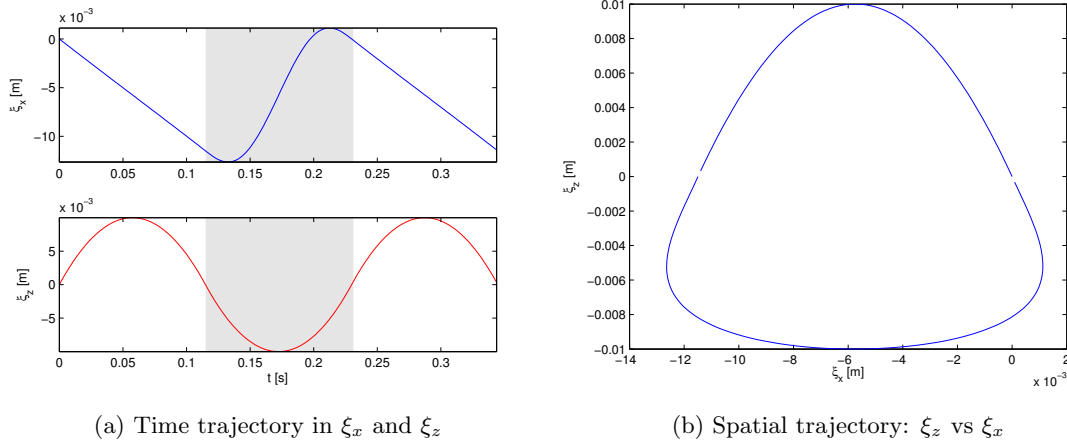 × 10⁻³
0
−5
−10
ξx [m]
0 0.05 0.1 0.15 0.2 0.25 0.3
× 10⁻³
5
0
−5
ξz [m]
0 0.05 0.1 0.15 0.2 0.25 0.3
t [s]
(a) Time trajectory in ξx and ξz
0.01
0.008
0.006
0.004
0.002
0
−0.002
−0.004
−0.006
−0.008
−0.01
ξz [m]
−14 −12 −10 −8 −6 −4 −2 0 2
ξx [m]
× 10⁻³
(b) Spatial trajectory: ξz vs ξx